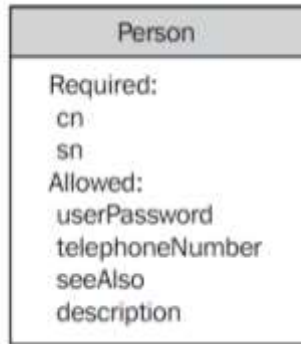 Person
Required:
cn
sn
Allowed:
userPassword
telephoneNumber
seeAlso
description